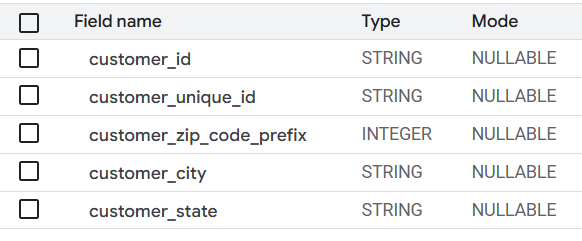 Field name Type Mode
customer_id STRING NULLABLE
customer_unique_id STRING NULLABLE
customer_zip_code_prefix INTEGER NULLABLE
customer_city STRING NULLABLE
customer_state STRING NULLABLE